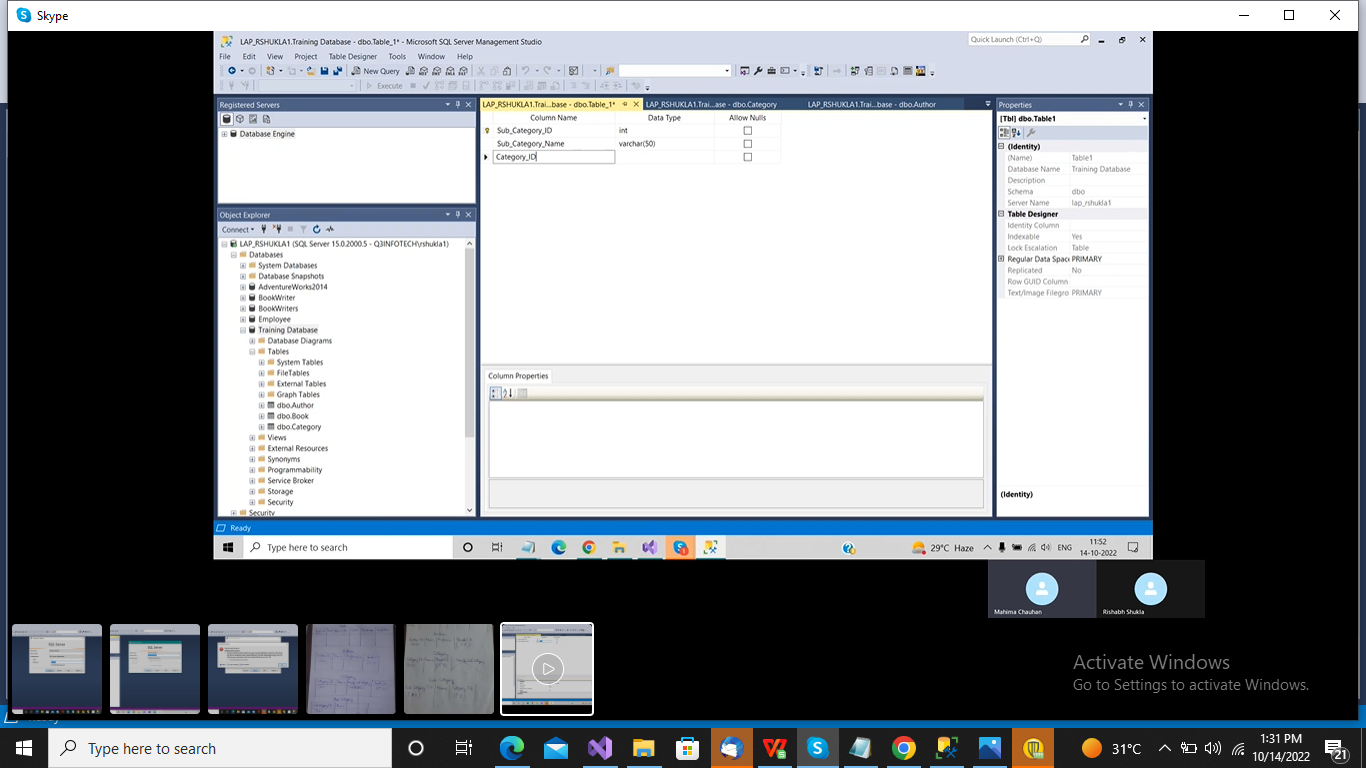 Skype
LAP_RSHUKLA1.Training Database - dbo.Table_1* - Microsoft SQL Server Management Studio
Quick Launch (Ctrl+Q)
File Edit View Project Table Designer Tools Window Help
New Query
Execute
Registered Servers
Database Engine
Object Explorer
Connect
LAP_RSHUKLA1 (SQL Server 15.0.2000.5 - Q3INFOTECH\rshukla1)
Databases
System Databases
Database Snapshots
AdventureWorks2014
BookWriter
BookWriters
Employee
Training Database
Database Diagrams
Tables
System Tables
FileTables
External Tables
Graph Tables
dbo.Author
dbo.Book
dbo.Category
Views
External Resources
Synonyms
Programmability
Service Broker
Storage
Security
Security
LAP_RSHUKLA1.Trai...base - dbo.Table_1*
LAP_RSHUKLA1.Trai...ase - dbo.Category
LAP_RSHUKLA1.Trai...base - dbo.Author
Column Name Data Type Allow Nulls
Sub_Category_ID int
Sub_Category_Name varchar(50)
Category_ID
Column Properties
Properties
[Tbl] dbo.Table1
(Identity)
(Name) Table1
Database Name Training Database
Description
Schema dbo
Server Name lap_rshukla1
Table Designer
Identity Column
Indexable Yes
Lock Escalation Table
Regular Data Space PRIMARY
Replicated No
Row GUID Column
Text/Image Filegro PRIMARY
(Identity)
Ready
Type here to search
29°C Haze
ENG
11:52
14-10-2022
Mahima Chauhan
Rishabh Shukla
Activate Windows
Go to Settings to activate Windows.
Ready
Type here to search
31°C
1:31 PM
10/14/2022
21